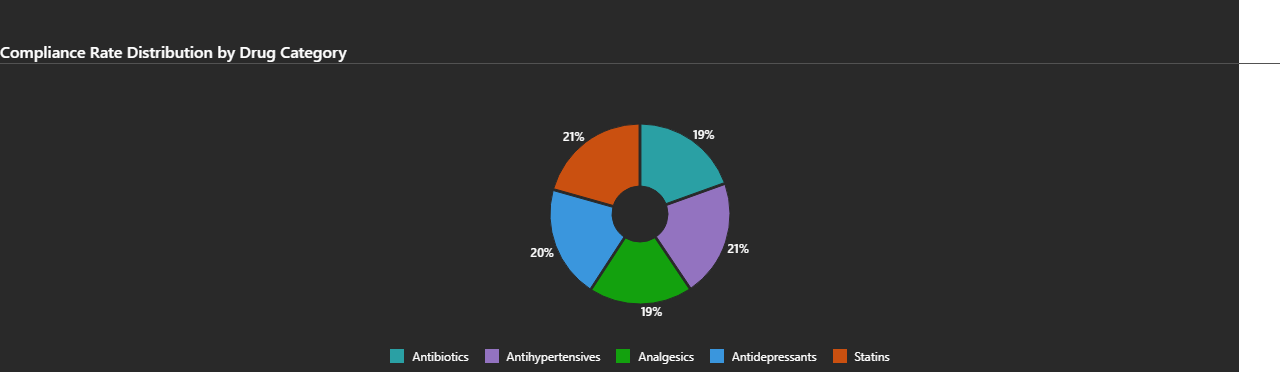 Compliance Rate Distribution by Drug Category
21%
19%
20%
21%
19%
Antibiotics Antihypertensives Analgesics Antidepressants Statins